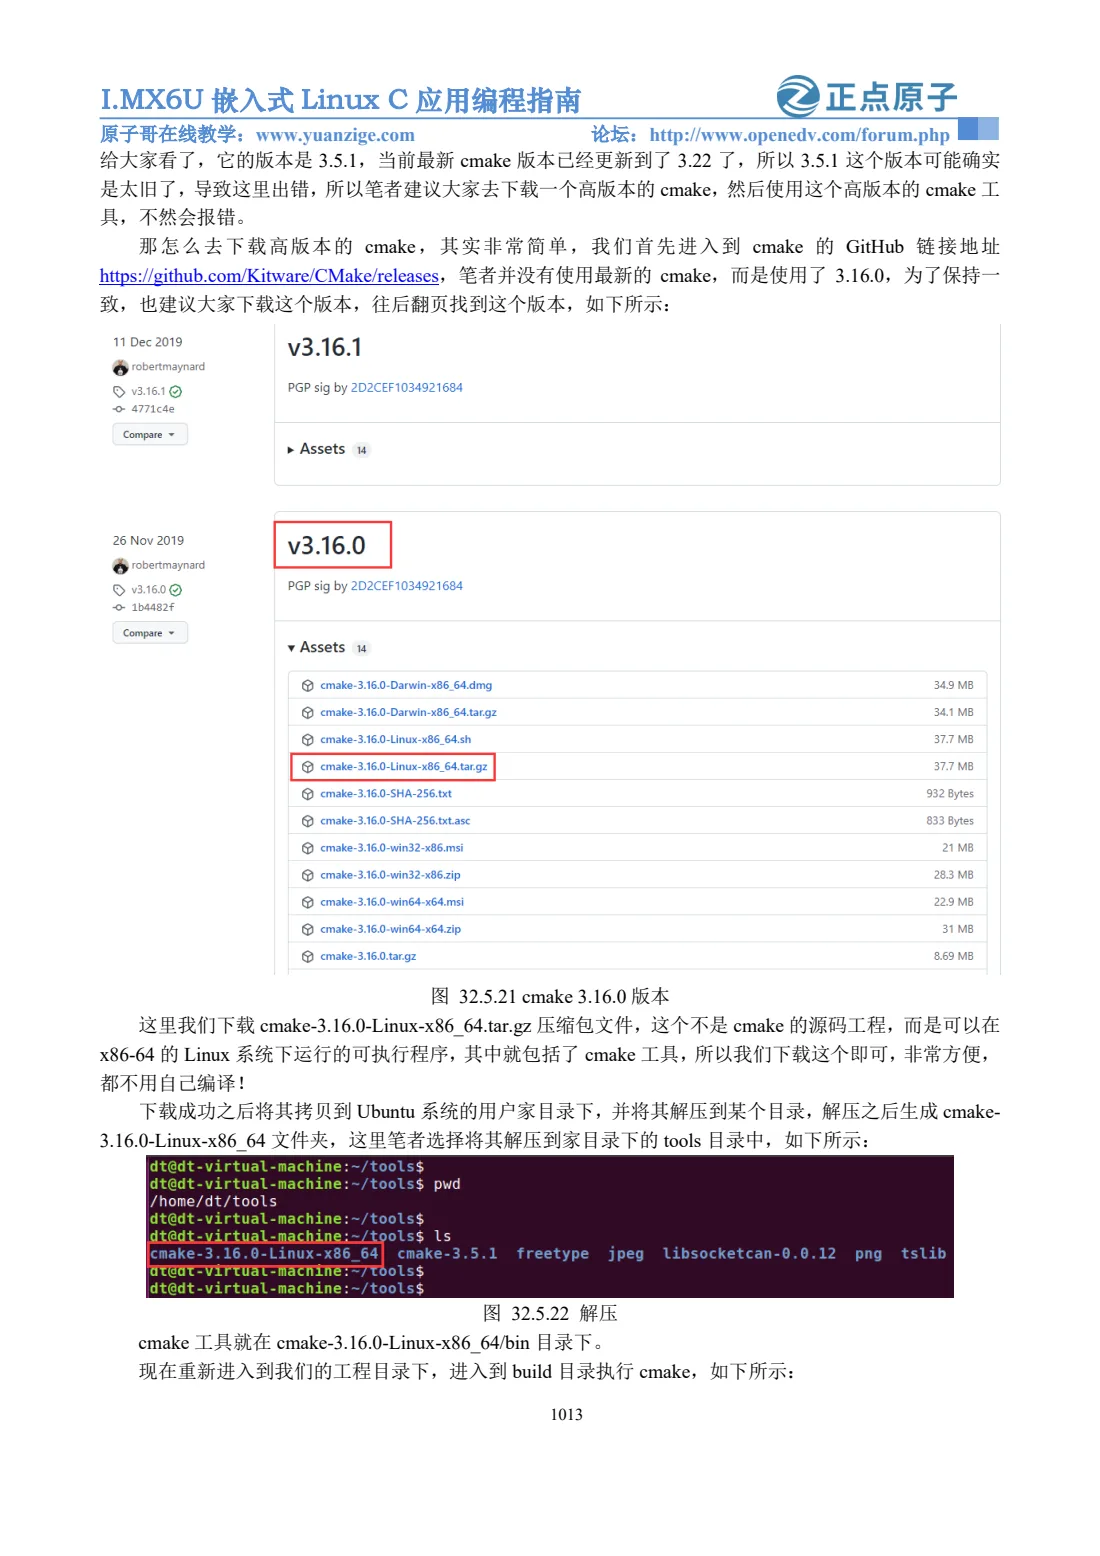 I.MX6U 嵌入式 Linux C 应用编程指南
正点原子
原子哥在线教学：www.yuanzige.com 论坛：http://www.openedv.com/forum.php
给大家看了，它的版本是 3.5.1，当前最新 cmake 版本已经更新到了 3.22 了，所以 3.5.1 这个版本可能确实
是太旧了，导致这里出错，所以笔者建议大家去下载一个高版本的 cmake，然后使用这个高版本的 cmake 工
具，不然会报错。
那怎么去下载高版本的 cmake，其实非常简单，我们首先进入到 cmake 的 GitHub 链接地址
https://github.com/Kitware/CMake/releases，笔者并没有使用最新的 cmake，而是使用了 3.16.0，为了保持一
致，也建议大家下载这个版本，往后翻页找到这个版本，如下所示：
11 Dec 2019
robertmaynard
v3.16.1
4771c4e
Compare
v3.16.1
PGP sig by 2D2CEF1034921684
Assets 14
26 Nov 2019
robertmaynard
v3.16.0
1b4482f
Compare
v3.16.0
PGP sig by 2D2CEF1034921684
Assets 14
cmake-3.16.0-Darwin-x86_64.dmg 34.9 MB
cmake-3.16.0-Darwin-x86_64.tar.gz 34.1 MB
cmake-3.16.0-Linux-x86_64.sh 37.7 MB
cmake-3.16.0-Linux-x86_64.tar.gz 37.7 MB
cmake-3.16.0-SHA-256.txt 932 Bytes
cmake-3.16.0-SHA-256.txt.asc 833 Bytes
cmake-3.16.0-win32-x86.msi 21 MB
cmake-3.16.0-win32-x86.zip 28.3 MB
cmake-3.16.0-win64-x64.msi 22.9 MB
cmake-3.16.0-win64-x64.zip 31 MB
cmake-3.16.0.tar.gz 8.69 MB
图 32.5.21 cmake 3.16.0 版本
这里我们下载 cmake-3.16.0-Linux-x86_64.tar.gz 压缩包文件，这个不是 cmake 的源码工程，而是可以在
x86-64 的 Linux 系统下运行的可执行程序，其中就包括了 cmake 工具，所以我们下载这个即可，非常方便，
都不用自己编译！
下载成功之后将其拷贝到 Ubuntu 系统的用户家目录下，并将其解压到某个目录，解压之后生成 cmake-
3.16.0-Linux-x86_64 文件夹，这里笔者选择将其解压到家目录下的 tools 目录中，如下所示：
dt@dt-virtual-machine:~/tools$
dt@dt-virtual-machine:~/tools$ pwd
/home/dt/tools
dt@dt-virtual-machine:~/tools$
dt@dt-virtual-machine:~/tools$ ls
cmake-3.16.0-Linux-x86_64 cmake-3.5.1 freetype jpeg libsocketcan-0.0.12 png tslib
dt@dt-virtual-machine:~/tools$
dt@dt-virtual-machine:~/tools$
图 32.5.22 解压
cmake 工具就在 cmake-3.16.0-Linux-x86_64/bin 目录下。
现在重新进入到我们的工程目录下，进入到 build 目录执行 cmake，如下所示：
1013